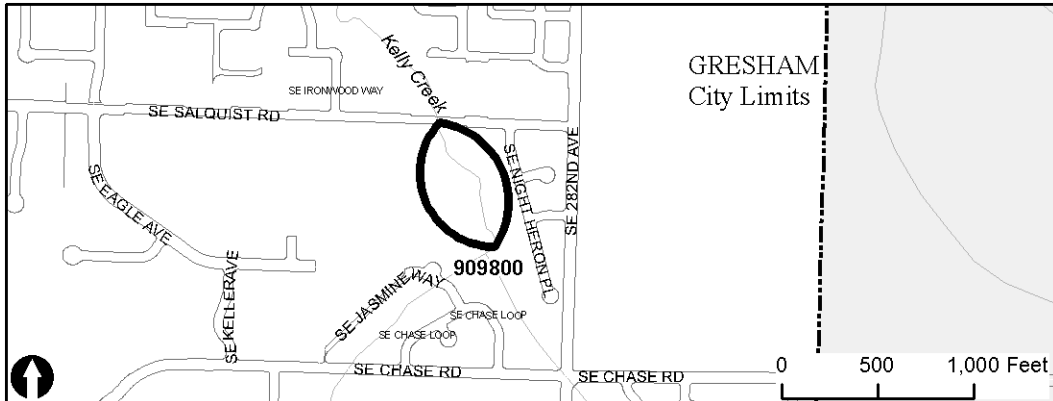 Kelly Creek
GRESHAM
City Limits
SE IRONWOOD WAY
SE SALQUIST RD
SE EAGLE AVE
SE NIGHT HERON PL
SE 282ND AVE
909800
SE JASMINE WAY
SE KELLERAVE
SE CHASE LOOP
SE CHASE LOOP
SE CHASE RD
SE CHASE RD
0 500 1,000 Feet